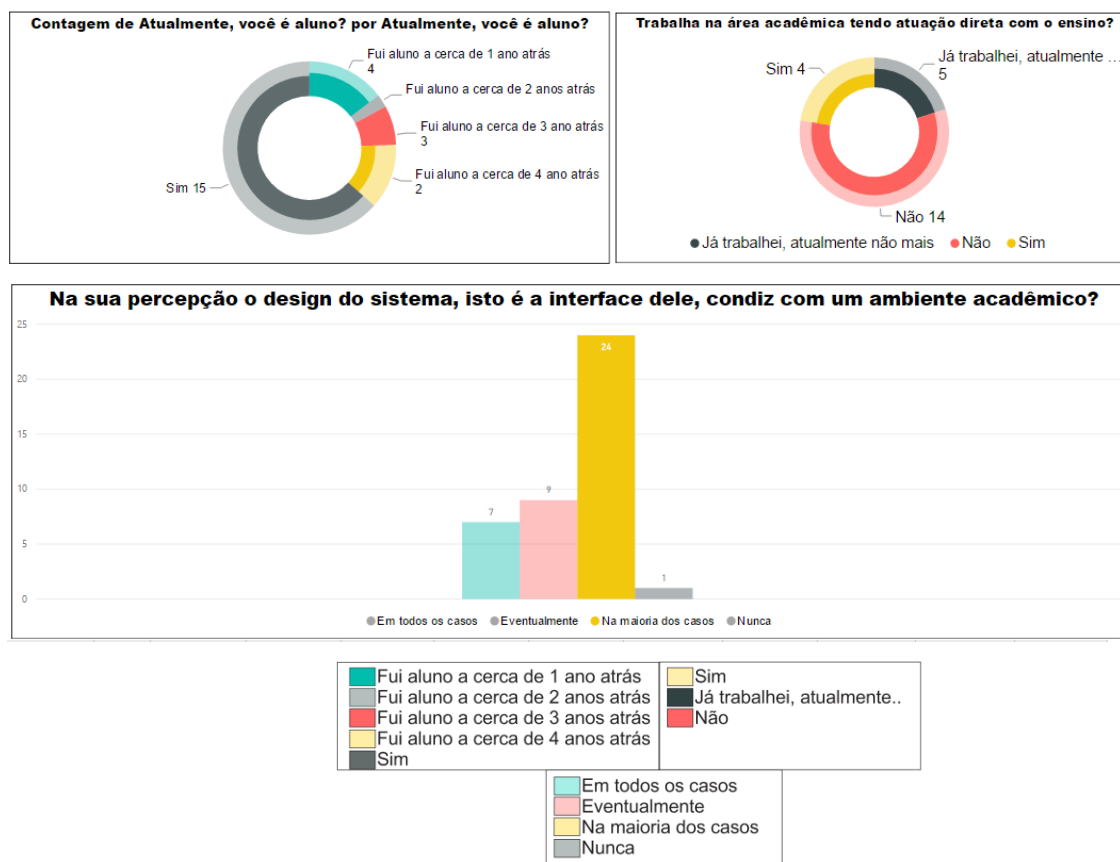 Contagem de Atualmente, você é aluno? por Atualmente, você é aluno?
Fui aluno a cerca de 1 ano atrás
4
Fui aluno a cerca de 2 anos atrás
Fui aluno a cerca de 3 ano atrás
3
Fui aluno a cerca de 4 ano atrás
2
Sim 15
Trabalha na área acadêmica tendo atuação direta com o ensino?
Já trabalhei, atualmente ...
5
Sim 4
Não 14
Já trabalhei, atualmente não mais
Não
Sim
Na sua percepção o design do sistema, isto é a interface dele, condiz com um ambiente acadêmico?
25
20
15
10
5
0
7
9
24
1
Em todos os casos
Eventualmente
Na maioria dos casos
Nunca
Fui aluno a cerca de 1 ano atrás
Fui aluno a cerca de 2 anos atrás
Fui aluno a cerca de 3 anos atrás
Fui aluno a cerca de 4 anos atrás
Sim
Sim
Já trabalhei, atualmente..
Não
Em todos os casos
Eventualmente
Na maioria dos casos
Nunca